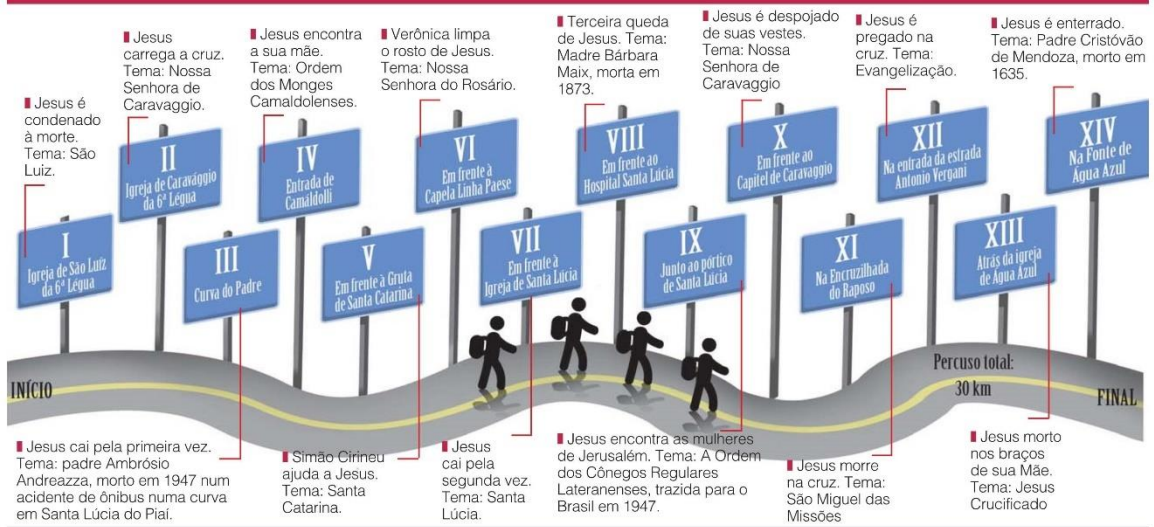 Jesus é
condenado
à morte.
Tema: São
Luiz.
Jesus
carrega a cruz.
Tema: Nossa
Senhora de
Caravaggio.
Jesus encontra
a sua mãe.
Tema: Ordem
dos Monges
Camaldolenses.
Verônica limpa
o rosto de Jesus.
Tema: Nossa
Senhora do Rosário.
Terceira queda
de Jesus. Tema:
Madre Bárbara
Maix, morta em
1873.
Jesus é despojado
de suas vestes.
Tema: Nossa
Senhora de
Caravaggio
Jesus é
pregado na
cruz. Tema:
Evangelização.
Jesus é enterrado.
Tema: Padre Cristóvão
de Mendoza, morto em
1635.
I
Igreja de São Luíz
da 6ª Légua
II
Igreja de Caravággio
da 6ª Légua
III
Curva do Padre
IV
Entrada de
Camáldolli
V
Em frente à Gruta
de Santa Catarina
VI
Em frente à
Capela Linha Paese
VII
Em frente à
Igreja de Santa Lúcia
VIII
Em frente ao
Hospital Santa Lúcia
IX
Junto ao pórtico
de Santa Lúcia
X
Em frente ao
Capitel de Caravaggio
XI
Na Encruzilhada
do Raposo
XII
Na entrada da estrada
Antonio Vergani
XIII
Atrás da igreja
de Água Azul
XIV
Na Fonte de
Água Azul
INÍCIO
Percuso total:
30 km
FINAL
Jesus cai pela primeira vez.
Tema: padre Ambrósio
Andreazza, morto em 1947 num
acidente de ônibus numa curva
em Santa Lúcia do Piaí.
Simão Cirineu
ajuda a Jesus.
Tema: Santa
Catarina.
Jesus
cai pela
segunda vez.
Tema: Santa
Lúcia.
Jesus encontra as mulheres
de Jerusalém. Tema: A Ordem
dos Cônegos Regulares
Lateranenses, trazida para o
Brasil em 1947.
Jesus morre
na cruz. Tema:
São Miguel das
Missões
Jesus morto
nos braços
de sua Mãe.
Tema: Jesus
Crucificado